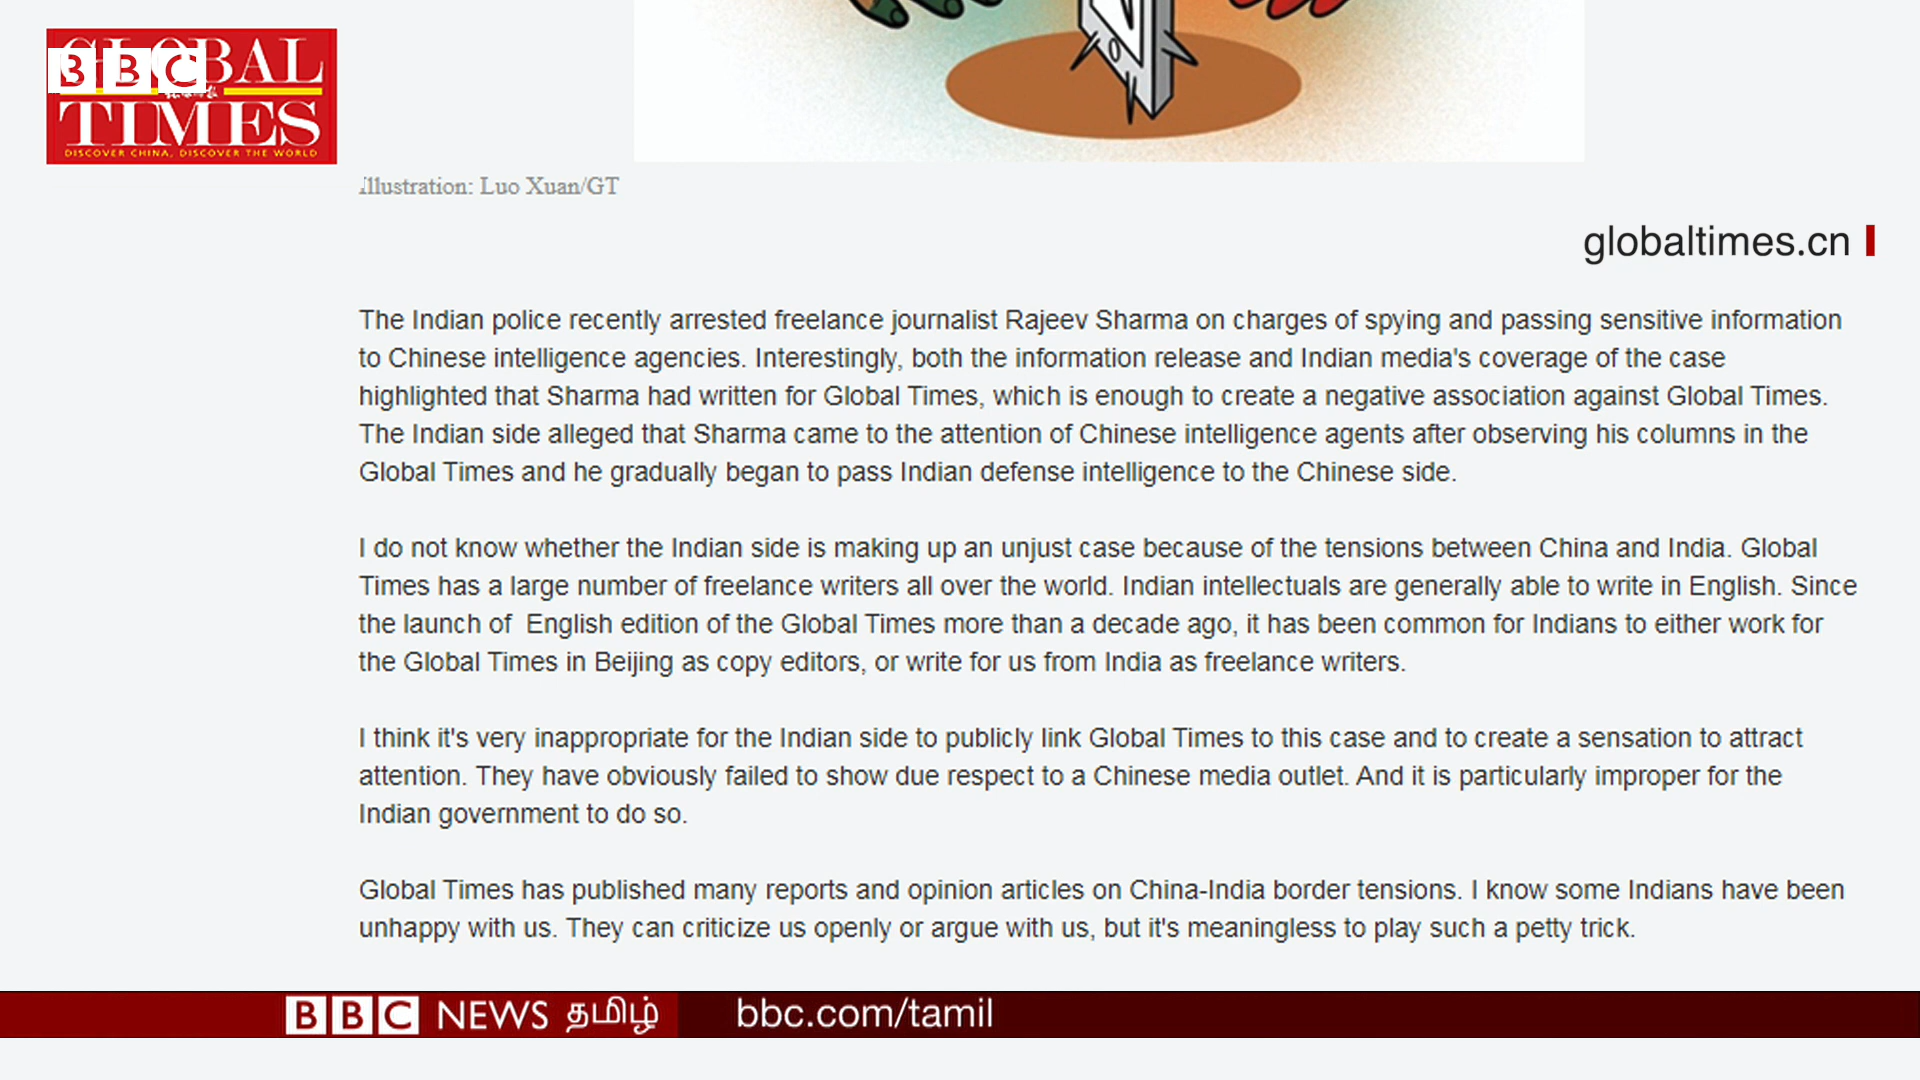 GLOBAL
BBC
TIMES
DISCOVER CHINA, DISCOVER THE WORLD
Illustration: Luo Xuan/GT
globaltimes.cn
The Indian police recently arrested freelance journalist Rajeev Sharma on charges of spying and passing sensitive information
to Chinese intelligence agencies. Interestingly, both the information release and Indian media's coverage of the case
highlighted that Sharma had written for Global Times, which is enough to create a negative association against Global Times.
The Indian side alleged that Sharma came to the attention of Chinese intelligence agents after observing his columns in the
Global Times and he gradually began to pass Indian defense intelligence to the Chinese side.
I do not know whether the Indian side is making up an unjust case because of the tensions between China and India. Global
Times has a large number of freelance writers all over the world. Indian intellectuals are generally able to write in English. Since
the launch of  English edition of the Global Times more than a decade ago, it has been common for Indians to either work for
the Global Times in Beijing as copy editors, or write for us from India as freelance writers.
I think it's very inappropriate for the Indian side to publicly link Global Times to this case and to create a sensation to attract
attention. They have obviously failed to show due respect to a Chinese media outlet. And it is particularly improper for the
Indian government to do so.
Global Times has published many reports and opinion articles on China-India border tensions. I know some Indians have been
unhappy with us. They can criticize us openly or argue with us, but it's meaningless to play such a petty trick.
BBC NEWS தமிழ் bbc.com/tamil